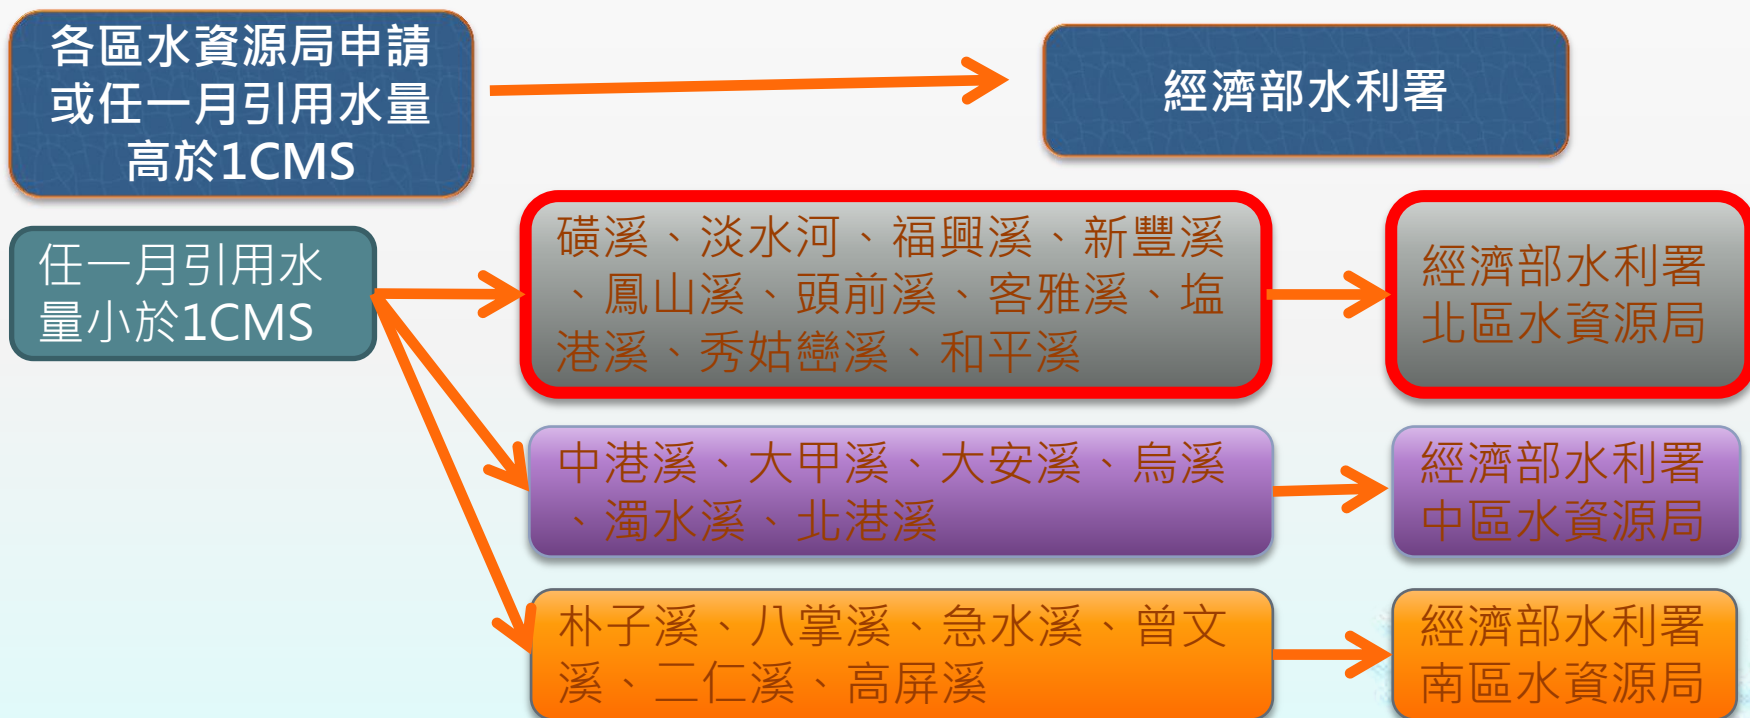 各區水資源局申請
或任一月引用水量
高於1CMS
經濟部水利署
任一月引用水
量小於1CMS
磺溪、淡水河、福興溪、新豐溪
、鳳山溪、頭前溪、客雅溪、塩
港溪、秀姑巒溪、和平溪
經濟部水利署
北區水資源局
中港溪、大甲溪、大安溪、烏溪
、濁水溪、北港溪
經濟部水利署
中區水資源局
朴子溪、八掌溪、急水溪、曾文
溪、二仁溪、高屏溪
經濟部水利署
南區水資源局